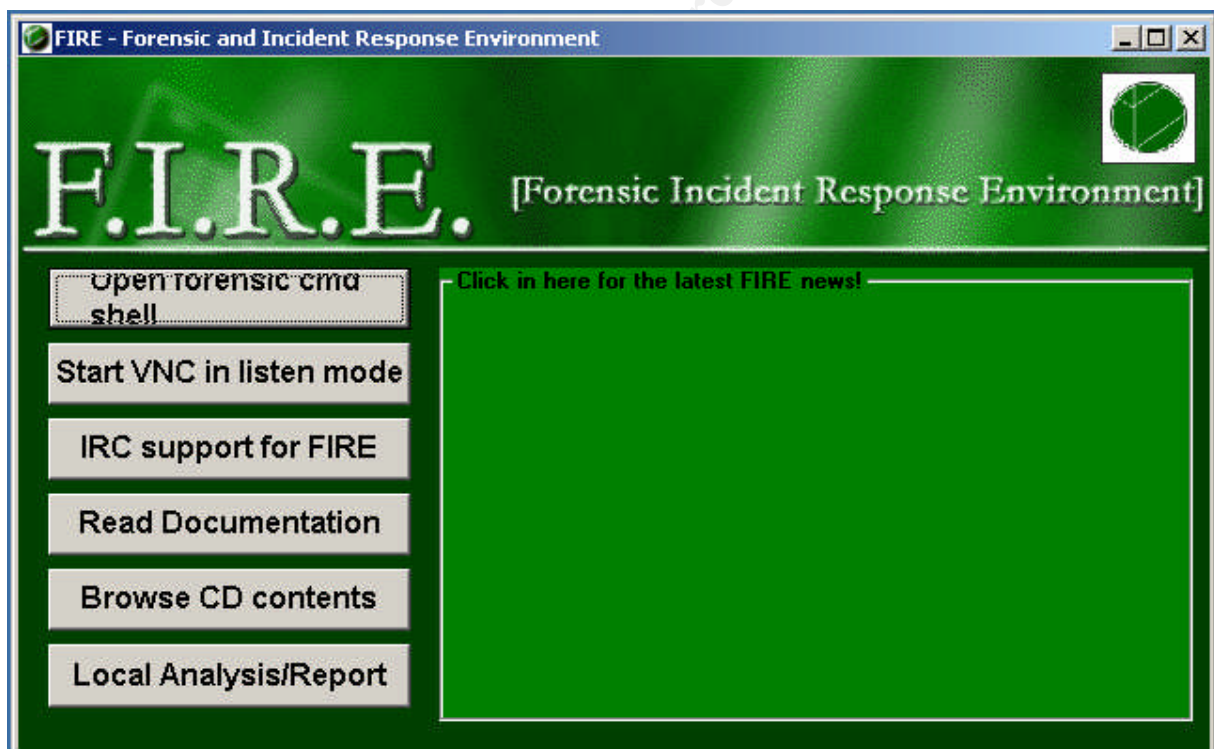 FIRE - Forensic and Incident Response Environment
F.I.R.E.
[Forensic Incident Response Environment]
Open forensic cmd
shell
Click in here for the latest FIRE news!
Start VNC in listen mode
IRC support for FIRE
Read Documentation
Browse CD contents
Local Analysis/Report